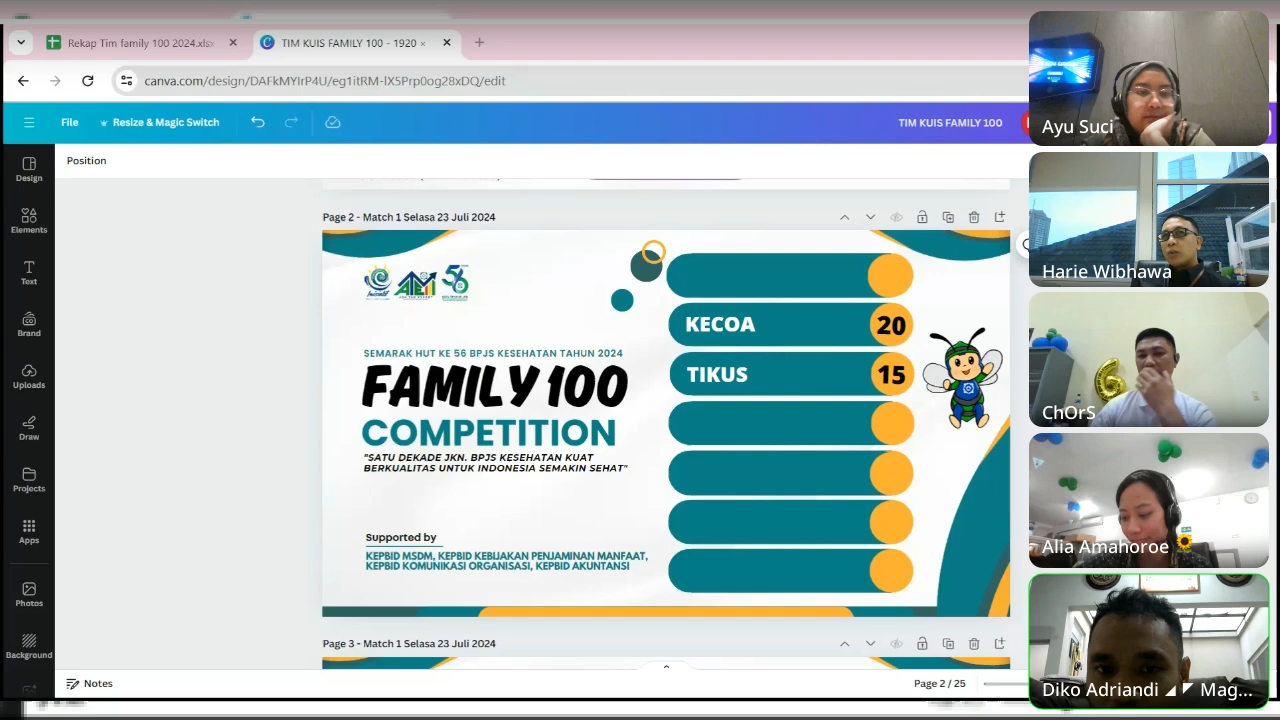 Rekap Tim family 100 2024.xls
TIM KUIS FAMILY 100 - 1920
canva.com/design/DAFkMYIrP4U/erhIwvt4-lX5Prp0og28xDQ/edit
File
Resize & Magic Switch
TIM KUIS FAMILY 100
Position
Design
Elements
Text
Brand
Uploads
Draw
Projects
Apps
Photos
Background
Page 2 - Match 1 Selasa 23 Juli 2024
56
SEMARAK HUT KE 56 BPJS KESEHATAN TAHUN 2024
FAMILY 100
COMPETITION
"SATU DEKADE JKN. BPJS KESEHATAN KUAT
BERKUALITAS UNTUK INDONESIA SEMAKIN SEHAT"
Supported by
KEPBID MSDM, KEPBID KEBIJAKAN PENJAMINAN MANFAAT,
KEPBID KOMUNIKASI ORGANISASI, KEPBID AKUNTANSI
KECOA 20
TIKUS 15
Page 3 - Match 1 Selasa 23 Juli 2024
Notes
Page 2 / 25
Ayu Suci
Harie Wibhawa
ChOrS
6
Alia Amahoroe 🌻
Diko Adriandi ◢ ◤ Mag...